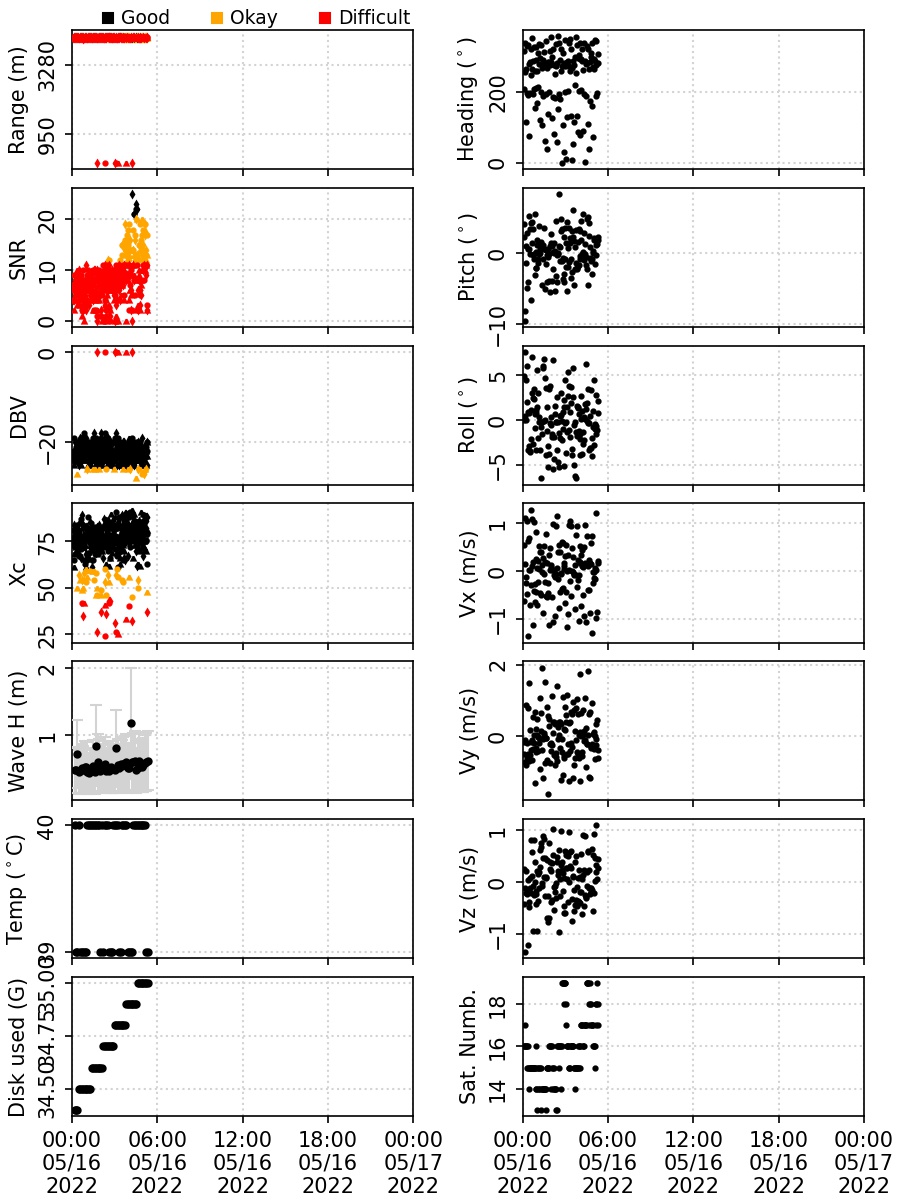 Good Okay Difficult
Range (m)
3280
950
Heading (°)
200
0
SNR
20
10
0
Pitch (°)
0
−10
DBV
0
−20
Roll (°)
5
0
−5
Xc
75
50
25
Vx (m/s)
1
0
−1
Wave H (m)
2
1
Vy (m/s)
2
0
Temp (°C)
40
39
Vz (m/s)
1
0
−1
Disk used (G)
35.00
34.75
34.50
Sat. Numb.
18
16
14
00:00 06:00 12:00 18:00 00:00 00:00 06:00 12:00 18:00 00:00
05/16 05/16 05/16 05/16 05/17 05/16 05/16 05/16 05/16 05/17
2022 2022 2022 2022 2022 2022 2022 2022 2022 2022